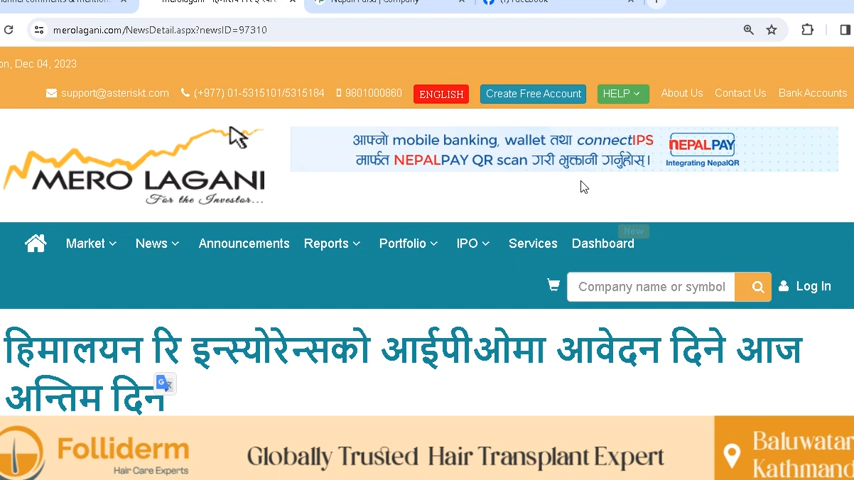 merolagani.com/NewsDetail.aspx?newsID=97310
on, Dec 04, 2023
support@asteriskt.com (+977) 01-5315101/5315184 9801000860 ENGLISH Create Free Account HELP About Us Contact Us Bank Accounts
MERO LAGANI
For the Investor...
आफ्नो mobile banking, wallet तथा connectIPS
मार्फत NEPALPAY QR scan गरी भुक्तानी गर्नुहोस्।
NEPALPAY
Integrating NepalQR
New
Market News Announcements Reports Portfolio IPO Services Dashboard
Company name or symbol Log In
हिमालयन रि इन्स्योरेन्सको आईपीओमा आवेदन दिने आज
अन्तिम दिन
Folliderm
Hair Care Experts
Globally Trusted Hair Transplant Expert
Baluwatar
Kathmand